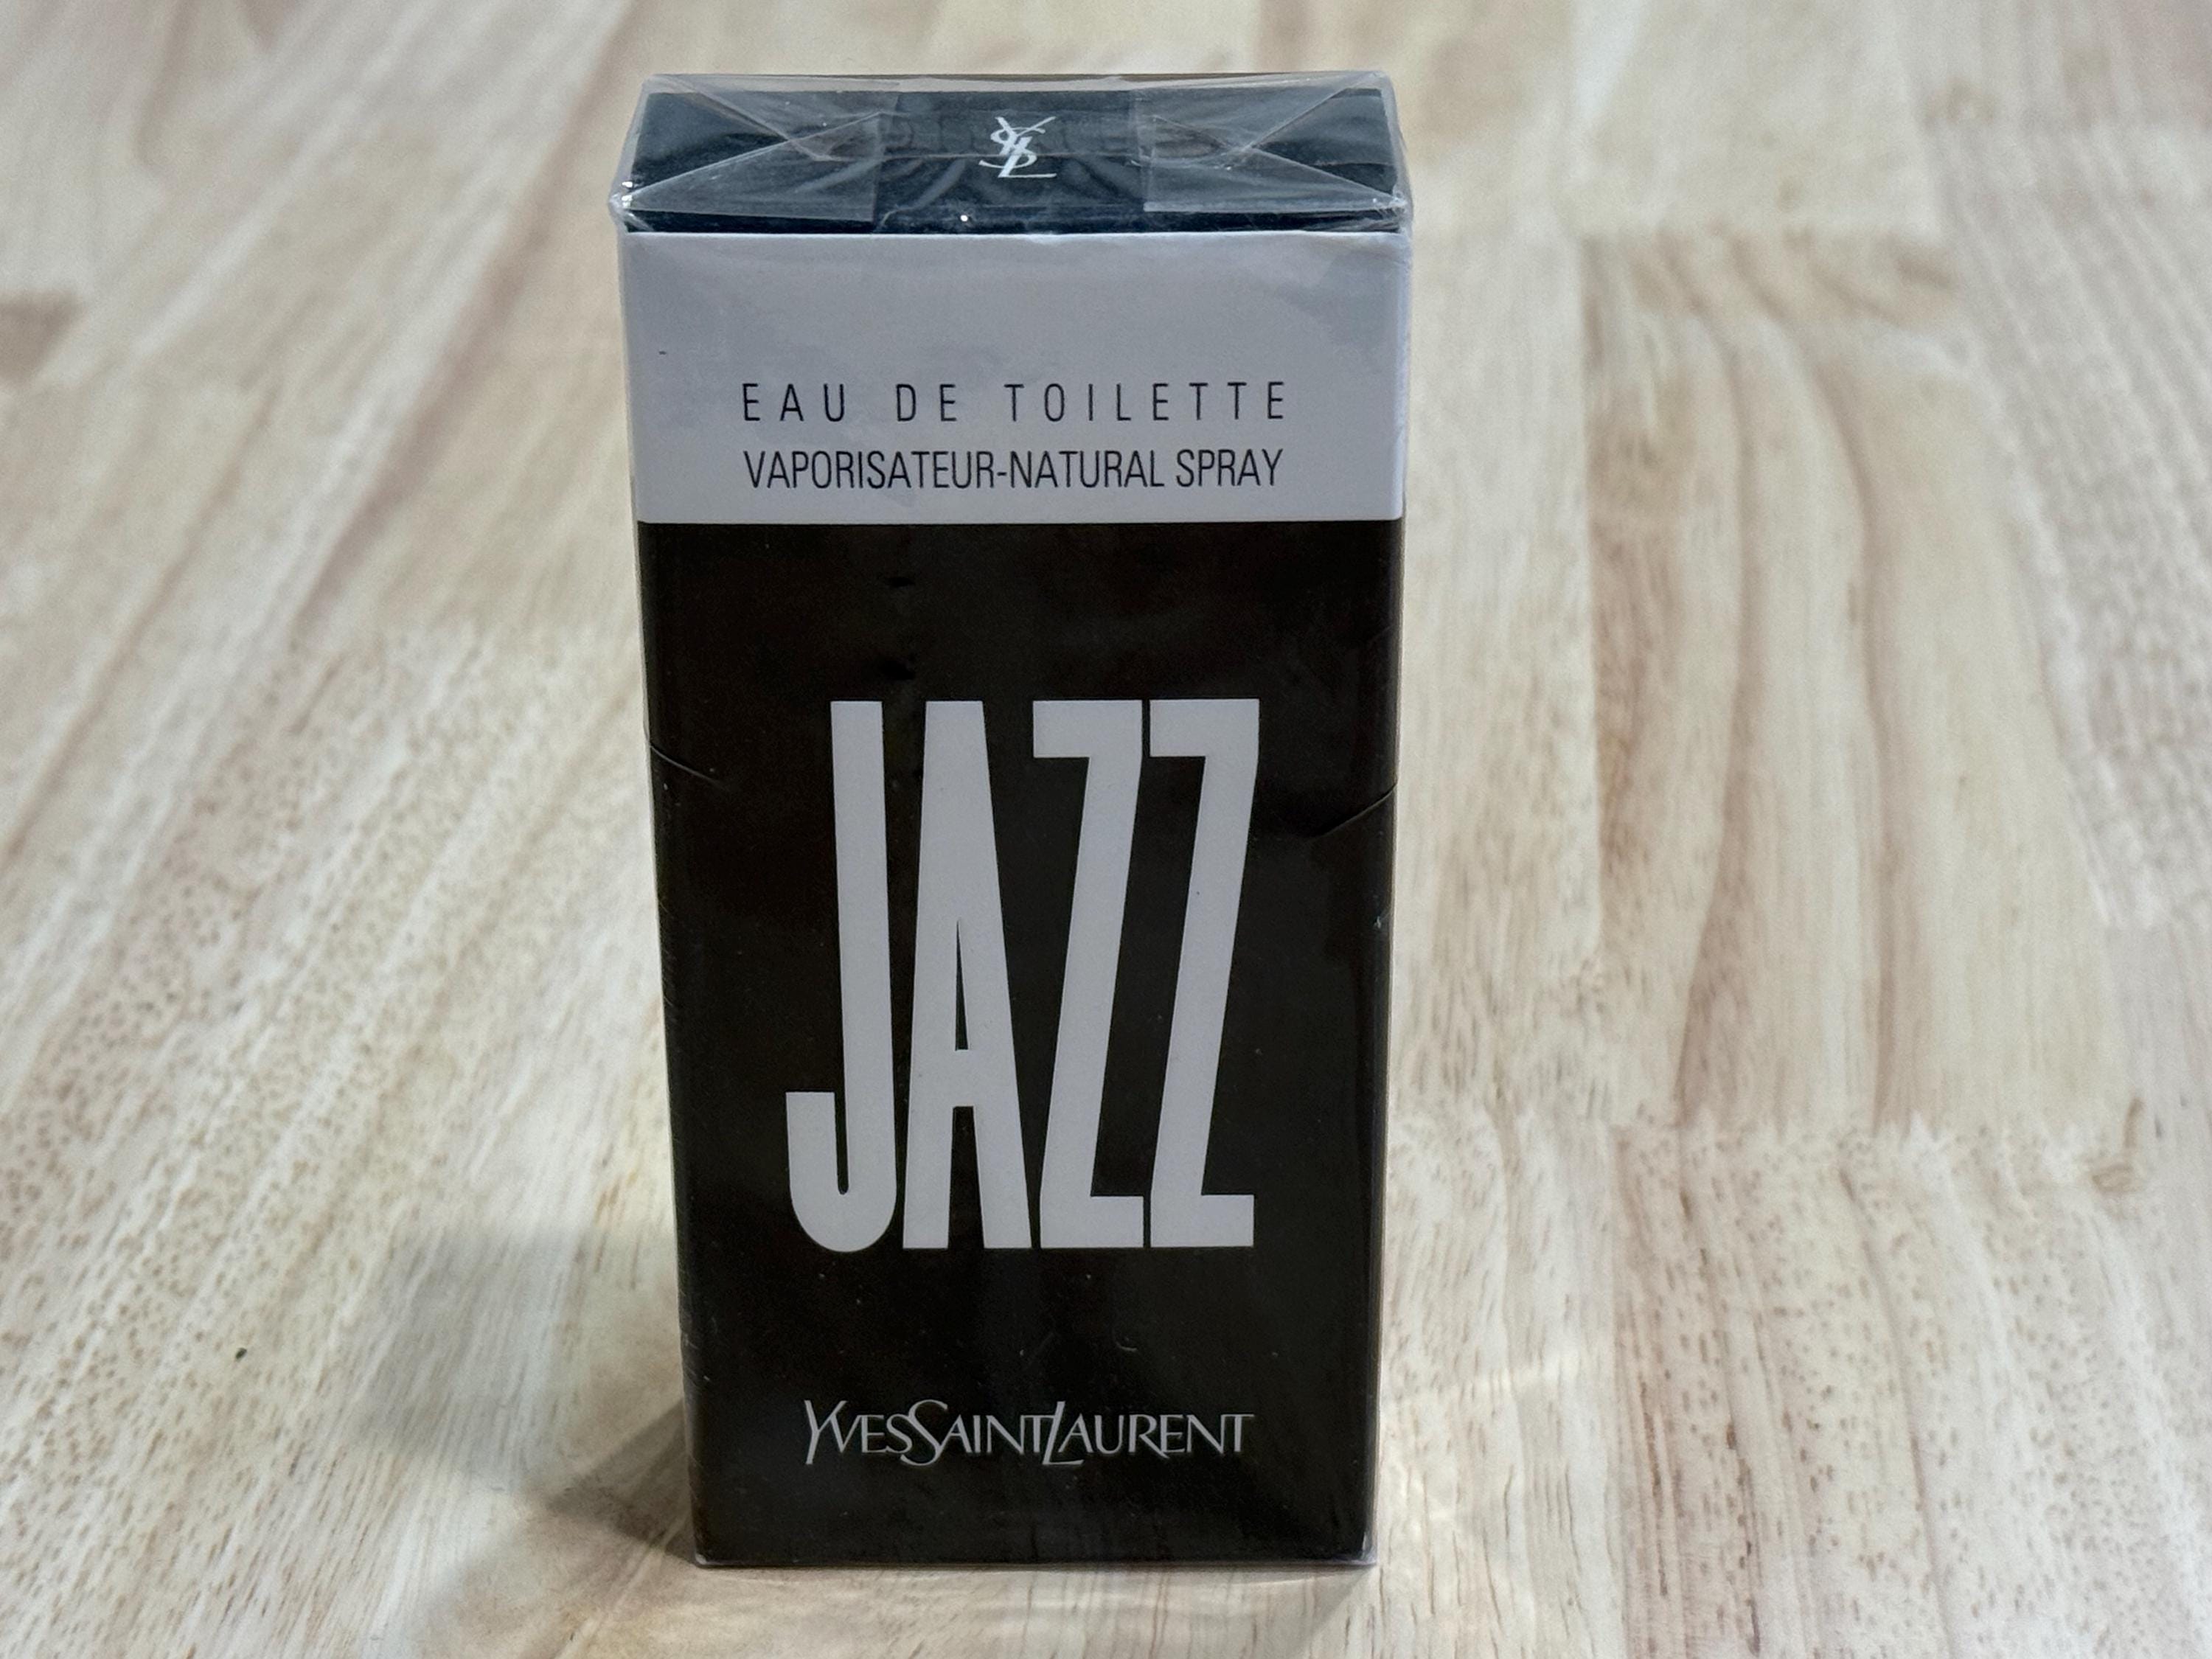 YSL
EAU DE TOILETTE
VAPORISATEUR-NATURAL SPRAY
JAZZ
YVESSAINTLAURENT